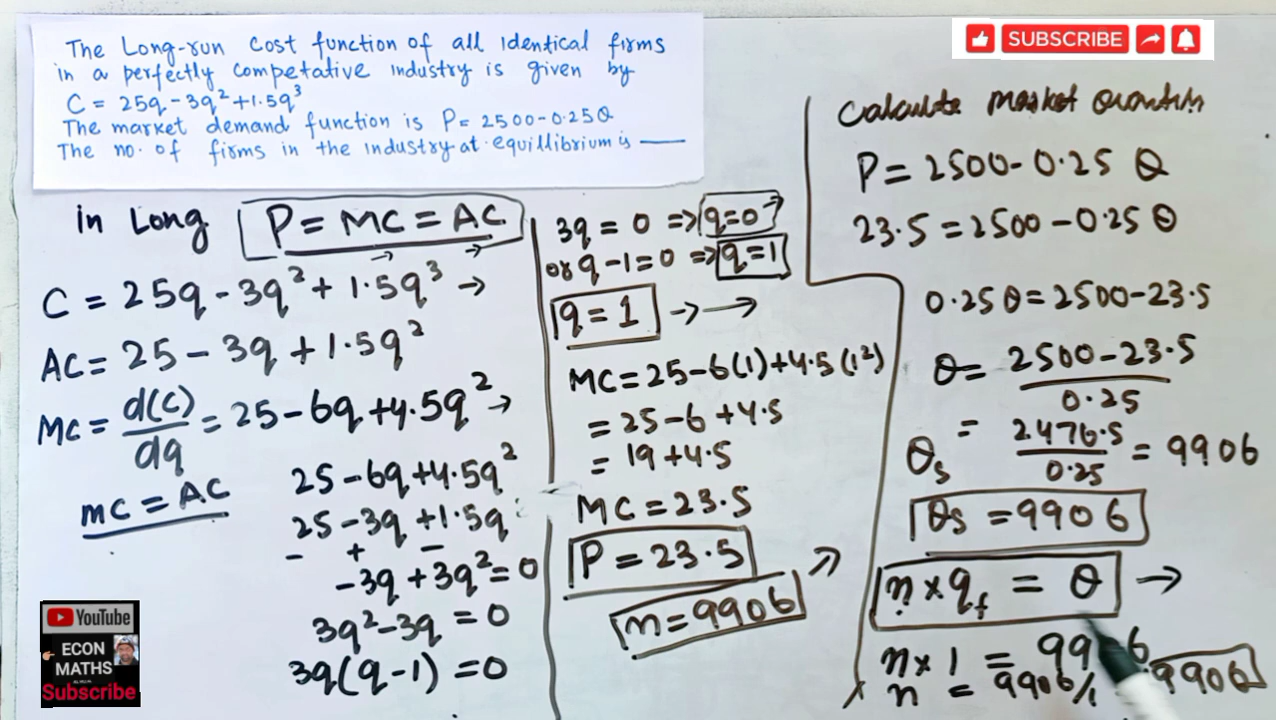 The Long-run cost function of all identical firms
in a perfectly competative industry is given by
C = 25q - 3q² + 1.5q³
The market demand function is P = 2500 - 0.25Q
The no. of firms in the industry at equillibrium is ——
SUBSCRIBE
in Long P = MC = AC
C = 25q - 3q² + 1.5q³ →
AC = 25 - 3q + 1.5q²
MC = d(C)/dq = 25 - 6q + 4.5q² →
MC = AC
25 - 6q + 4.5q²
25 - 3q + 1.5q
- + -
-3q + 3q² = 0
3q² - 3q = 0
3q(q - 1) = 0
YouTube
ECON
MATHS
Subscribe
3q = 0 => q = 0
or q - 1 = 0 => q = 1
q = 1 → →
MC = 25 - 6(1) + 4.5(1²)
= 25 - 6 + 4.5
= 19 + 4.5
MC = 23.5
P = 23.5
n = 9906
Calculate market
P = 2500 - 0.25 Q
23.5 = 2500 - 0.25 Q
0.25 Q = 2500 - 23.5
Q = 2500 - 23.5 / 0.25
Qs = 2476.5 / 0.25 = 9906
Qs = 9906
n × qf = Q →
n × 1 =
n = 9906/1 = 9906